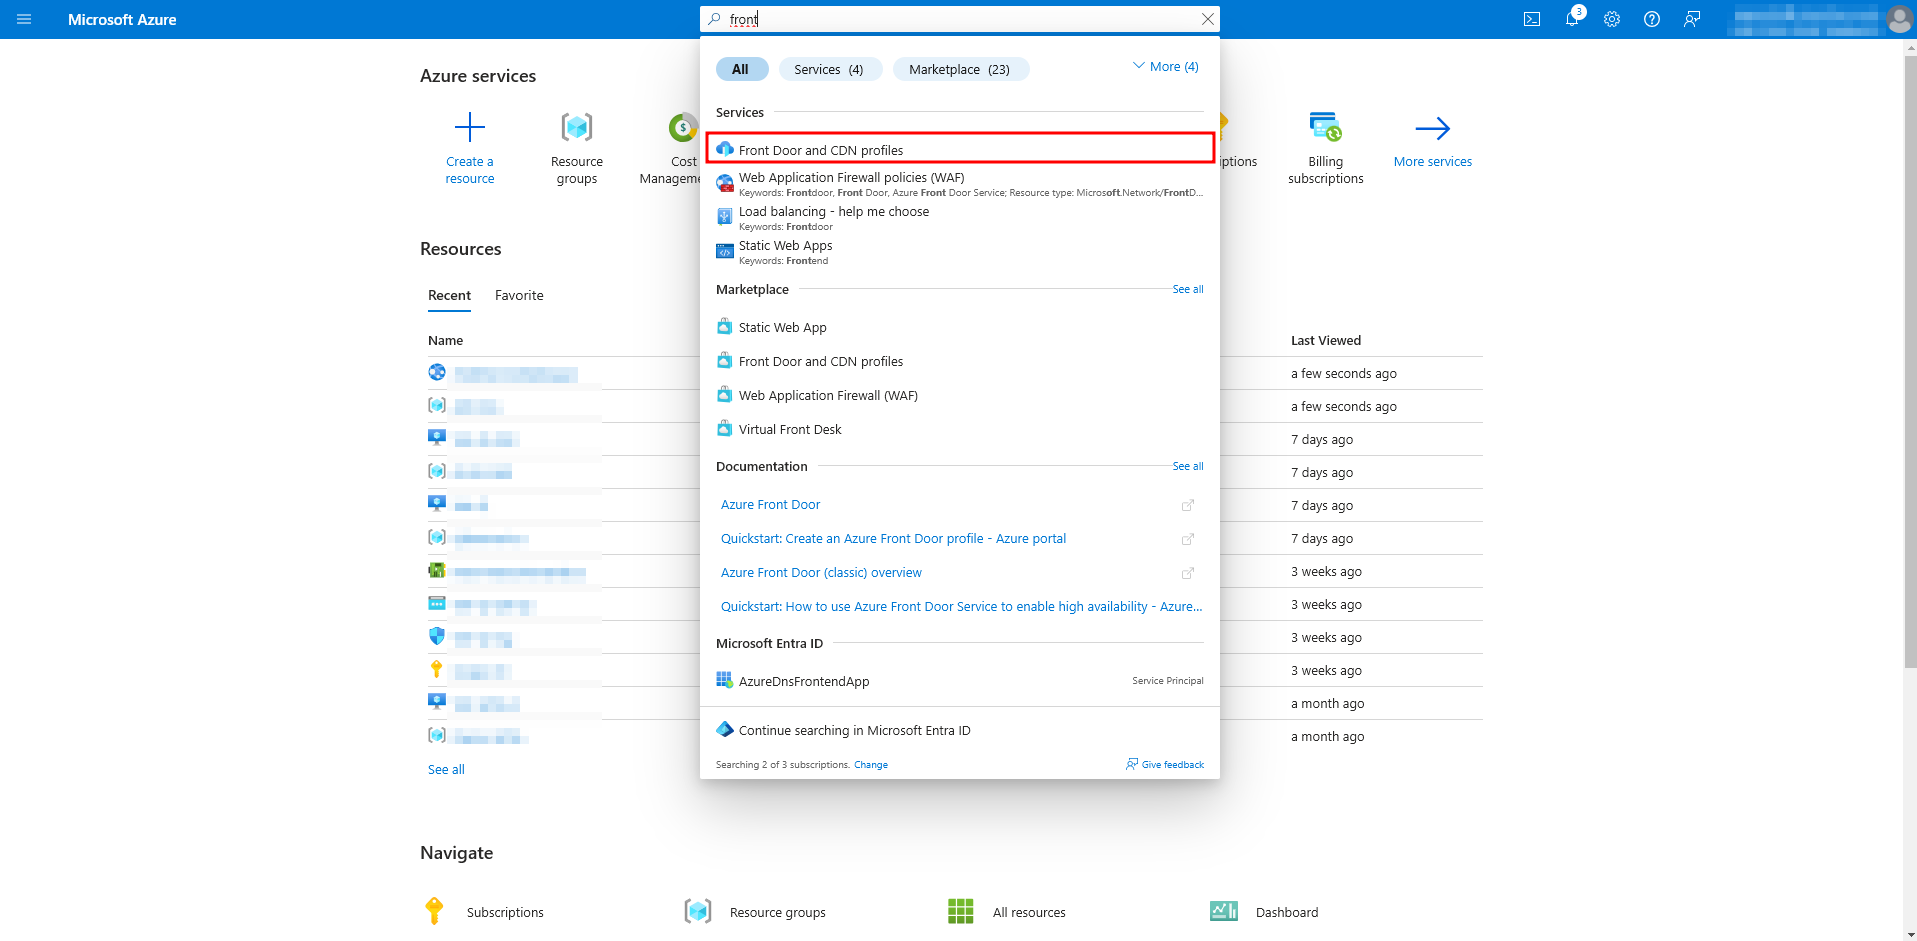 Microsoft Azure
front
3
All
Services (4)
Marketplace (23)
More (4)
Azure services
Create a resource
Resource groups
Cost
Manageme
iptions
Billing subscriptions
More services
Services
Front Door and CDN profiles
Web Application Firewall policies (WAF)
Keywords: Frontdoor, Front Door, Azure Front Door Service; Resource type: Microsoft.Network/FrontD...
Load balancing - help me choose
Keywords: Frontdoor
Static Web Apps
Keywords: Frontend
Marketplace
See all
Static Web App
Front Door and CDN profiles
Web Application Firewall (WAF)
Virtual Front Desk
Documentation
See all
Azure Front Door
Quickstart: Create an Azure Front Door profile - Azure portal
Azure Front Door (classic) overview
Quickstart: How to use Azure Front Door Service to enable high availability - Azure...
Microsoft Entra ID
AzureDnsFrontendApp
Service Principal
Continue searching in Microsoft Entra ID
Searching 2 of 3 subscriptions. Change
Give feedback
Resources
Recent
Favorite
Name
Last Viewed
a few seconds ago
a few seconds ago
7 days ago
7 days ago
7 days ago
7 days ago
3 weeks ago
3 weeks ago
3 weeks ago
3 weeks ago
a month ago
a month ago
See all
Navigate
Subscriptions
Resource groups
All resources
Dashboard